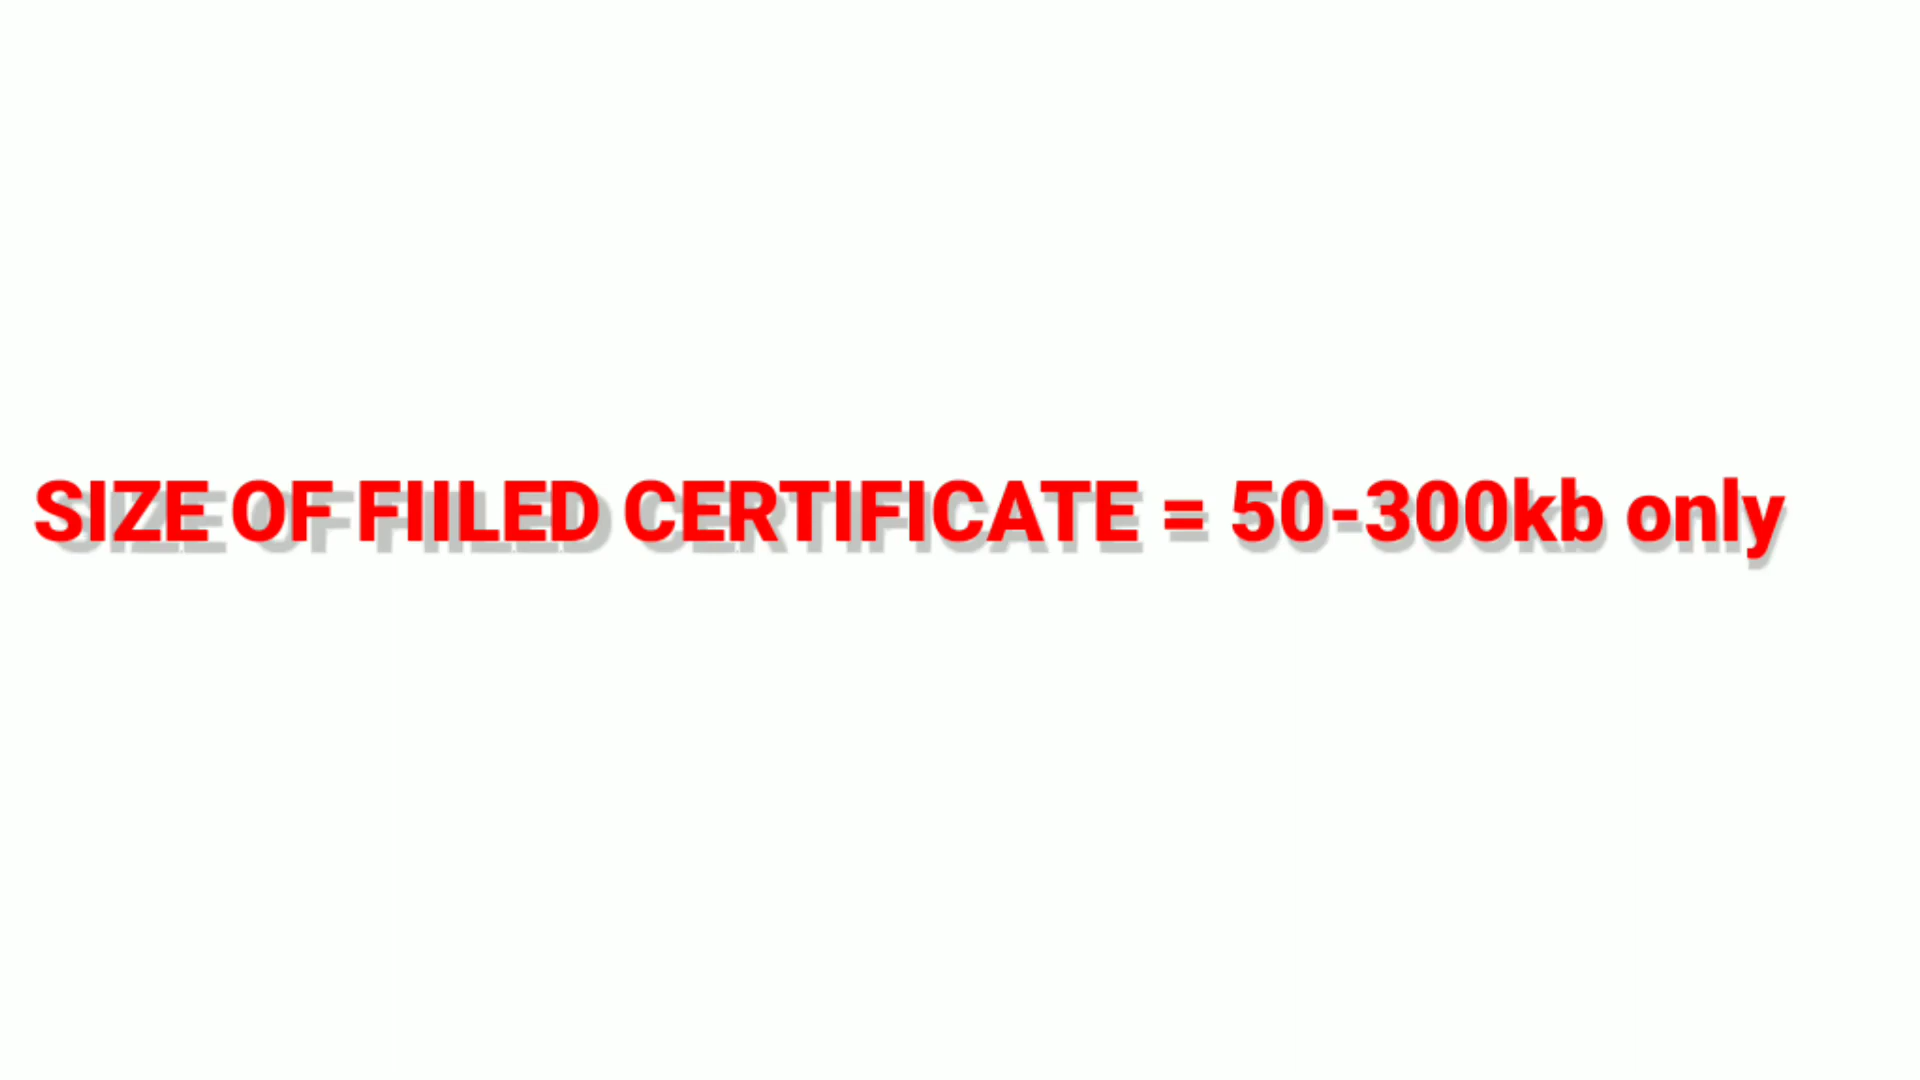 SIZE OF FIILED CERTIFICATE = 50-300kb only